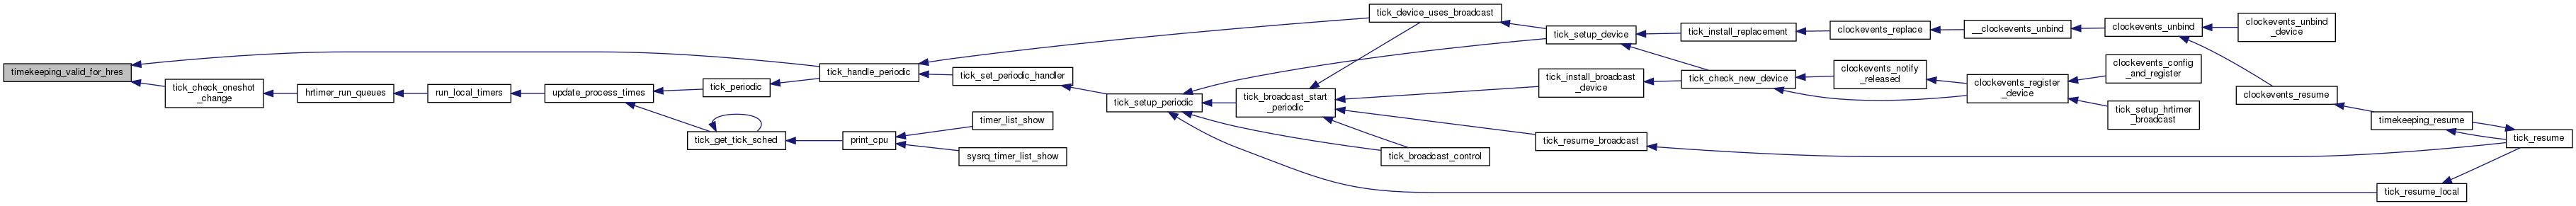 timekeeping_valid_for_hres
tick_check_oneshot
_change
hrtimer_run_queues
run_local_timers
update_process_times
tick_periodic
tick_get_tick_sched
tick_handle_periodic
print_cpu
tick_set_periodic_handler
timer_list_show
sysrq_timer_list_show
tick_setup_periodic
tick_broadcast_start
_periodic
tick_device_uses_broadcast
tick_setup_device
tick_install_broadcast
_device
tick_resume_broadcast
tick_broadcast_control
tick_install_replacement
tick_check_new_device
clockevents_replace
clockevents_notify
_released
__clockevents_unbind
clockevents_register
_device
clockevents_unbind
clockevents_config
_and_register
tick_setup_hrtimer
_broadcast
clockevents_unbind
_device
clockevents_resume
timekeeping_resume
tick_resume
tick_resume_local